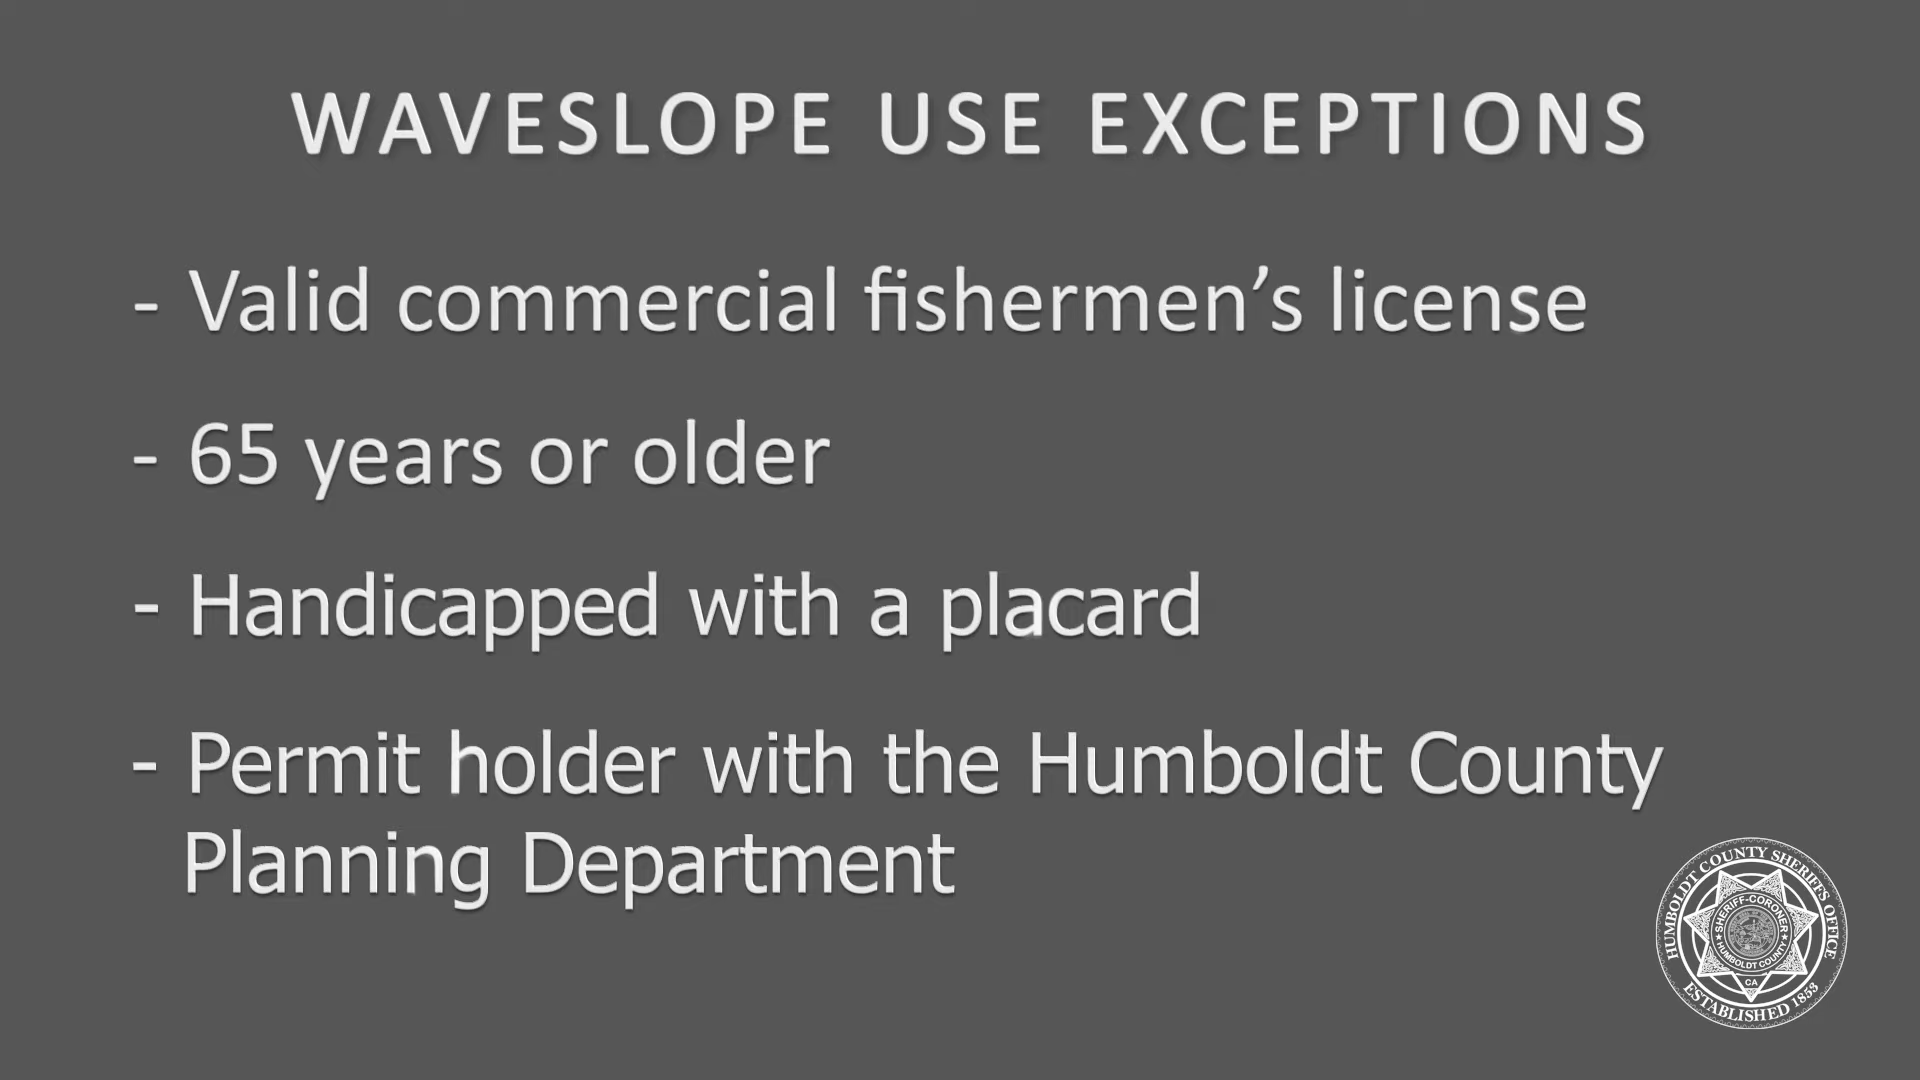 WAVESLOPE USE EXCEPTIONS
- Valid commercial fishermen’s license
- 65 years or older
- Handicapped with a placard
- Permit holder with the Humboldt County
Planning Department
HUMBOLDT COUNTY SHERIFFS OFFICE
SHERIFF-CORONER
HUMBOLDT COUNTY
CA
ESTABLISHED 1853